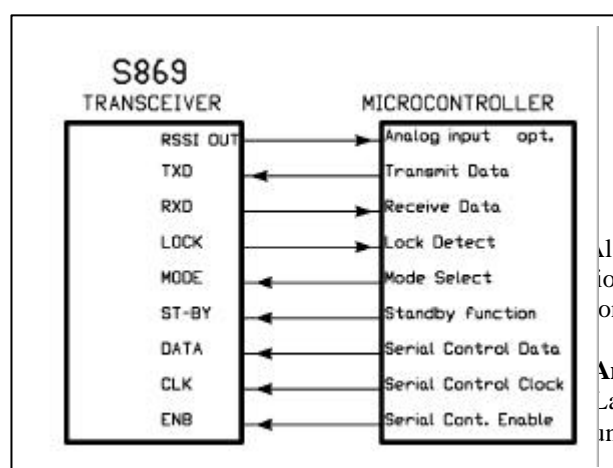 S869
TRANSCEIVER
MICROCONTROLLER
RSSI OUT Analog input opt.
TXD Transmit Data
RXD Receive Data
LOCK Lock Detect
MODE Mode Select
ST-BY Standby function
DATA Serial Control Data
CLK Serial Control Clock
ENB Serial Cont. Enable